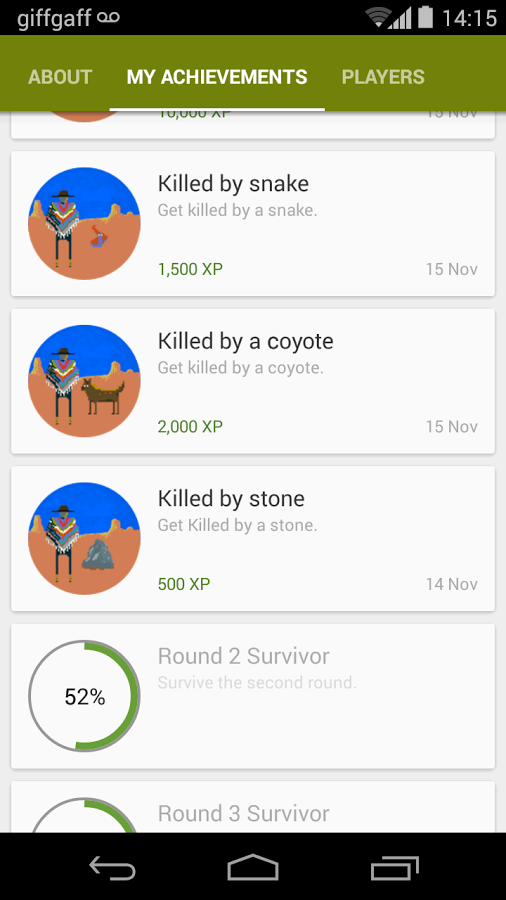 giffgaff 14:15
ABOUT MY ACHIEVEMENTS PLAYERS
10,000 XP 15 Nov
Killed by snake
Get killed by a snake.
1,500 XP 15 Nov
Killed by a coyote
Get killed by a coyote.
2,000 XP 15 Nov
Killed by stone
Get Killed by a stone.
500 XP 14 Nov
Round 2 Survivor
52% Survive the second round.
Round 3 Survivor